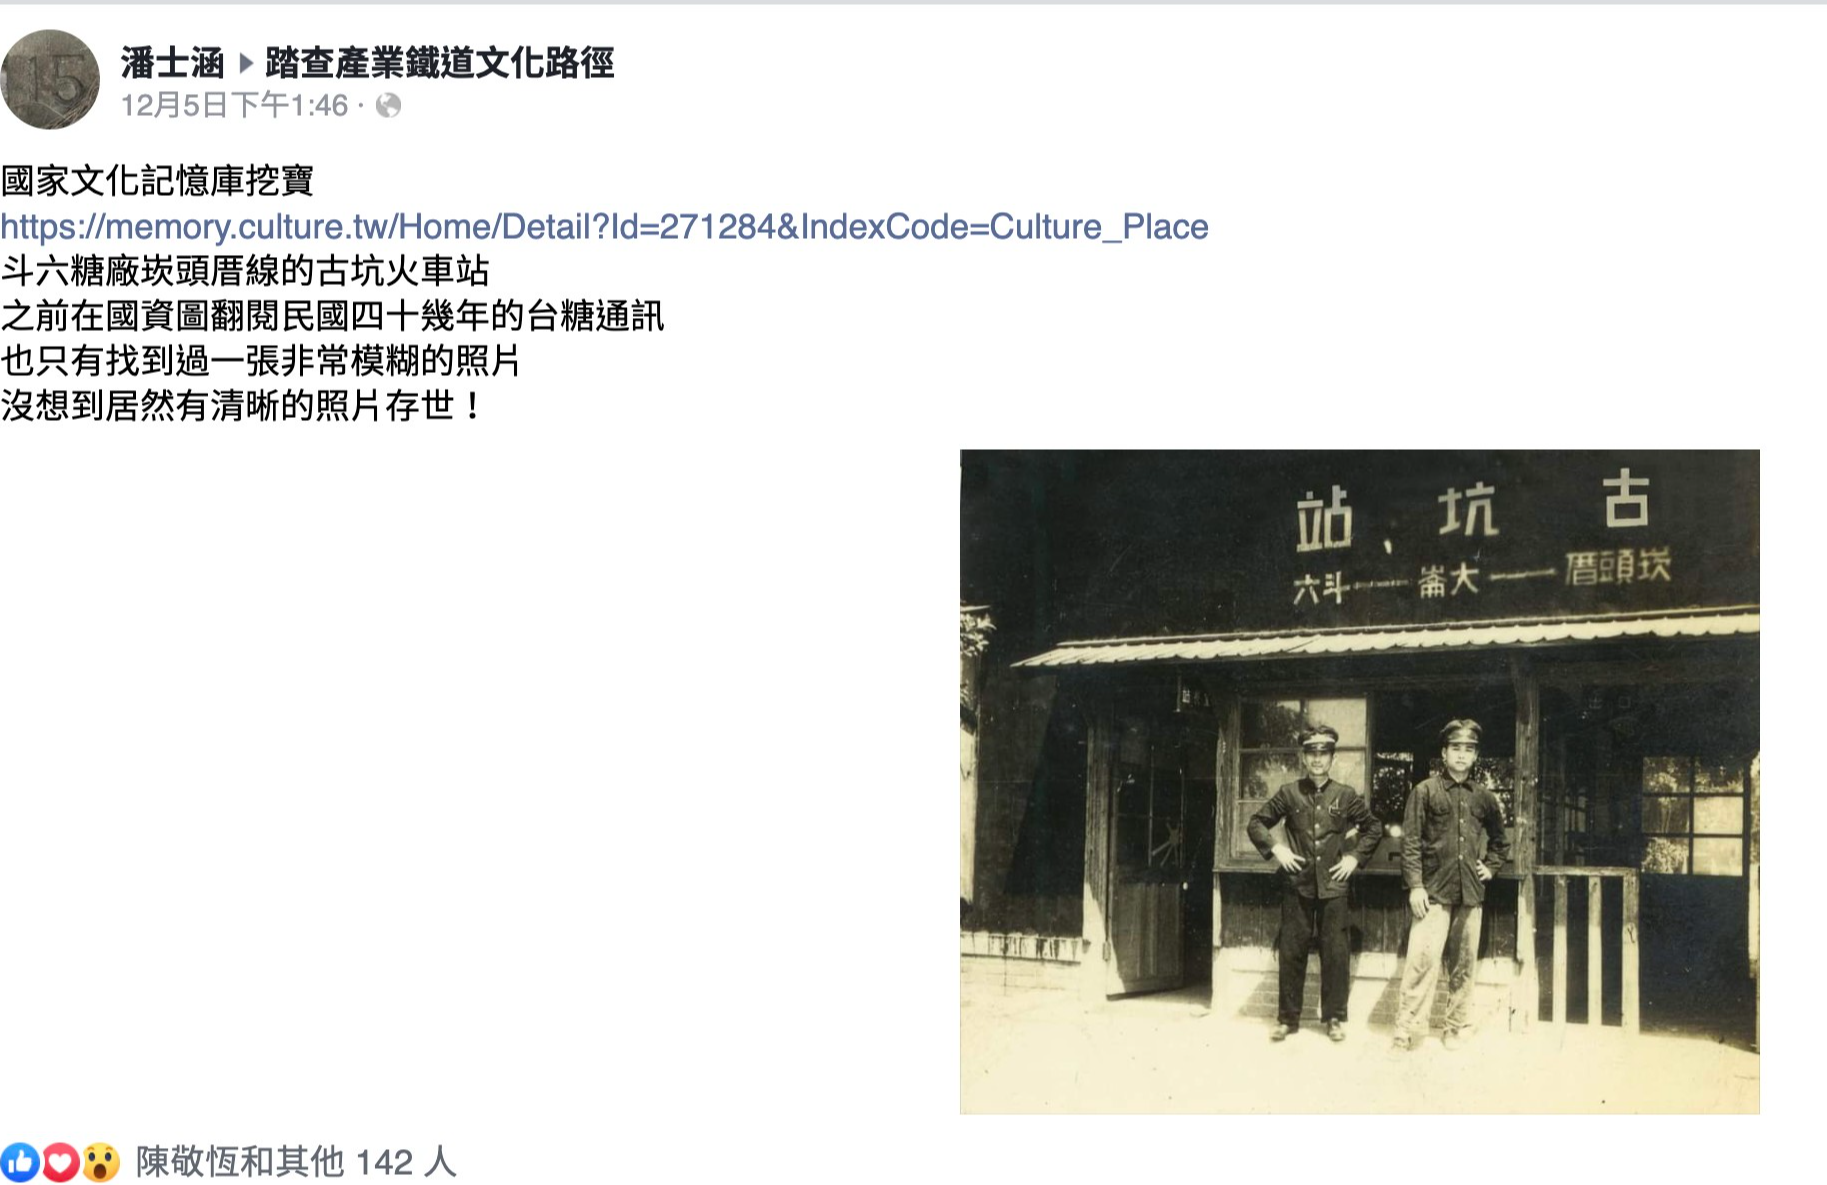 潘士涵 ▶ 踏查產業鐵道文化路徑
12月5日下午1:46 ·
國家文化記憶庫挖寶
https://memory.culture.tw/Home/Detail?Id=271284&IndexCode=Culture_Place
斗六糖廠崁頭厝線的古坑火車站
之前在國資圖翻閱民國四十幾年的台糖通訊
也只有找到過一張非常模糊的照片
沒想到居然有清晰的照片存世！
古坑站
崁頭厝——大崙——斗六
陳敬恆和其他 142 人